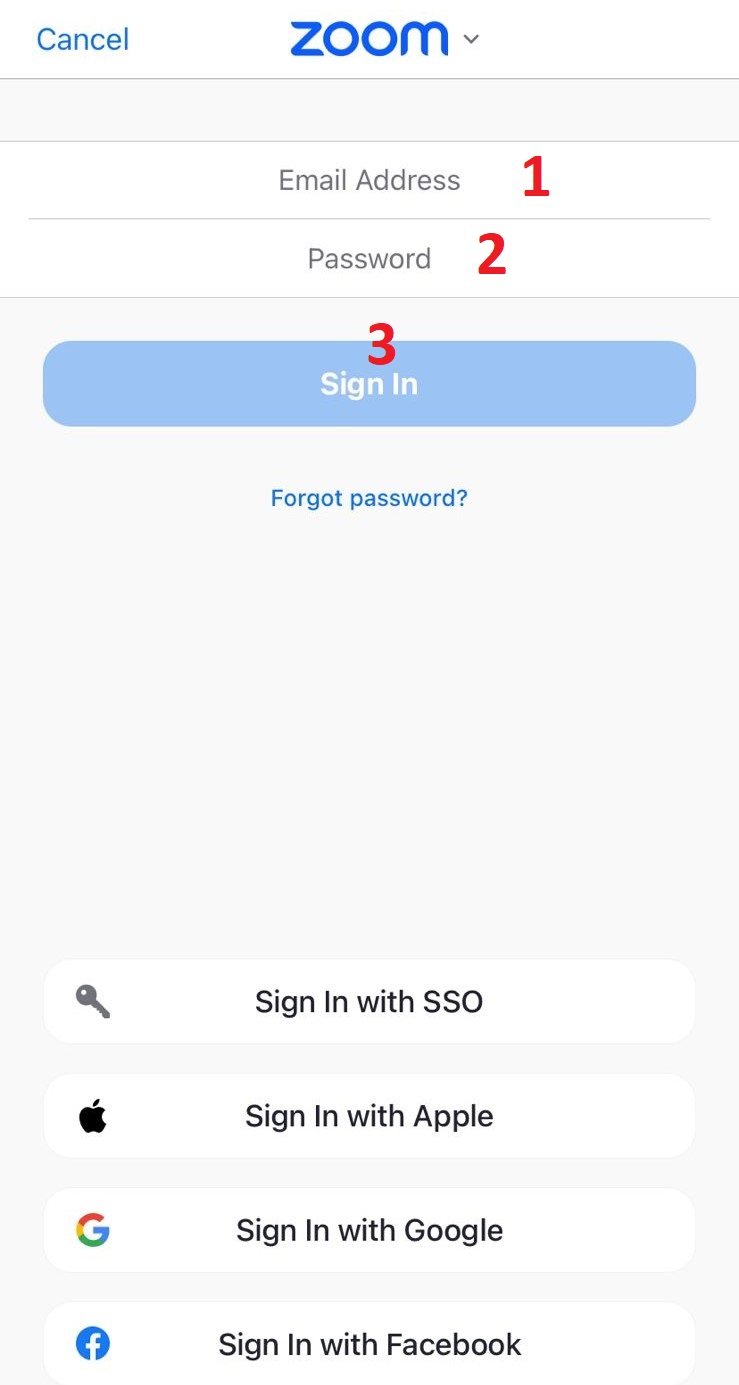 Cancel
zoom
Email Address 1
Password 2
3
Sign In
Forgot password?
Sign In with SSO
Sign In with Apple
Sign In with Google
Sign In with Facebook